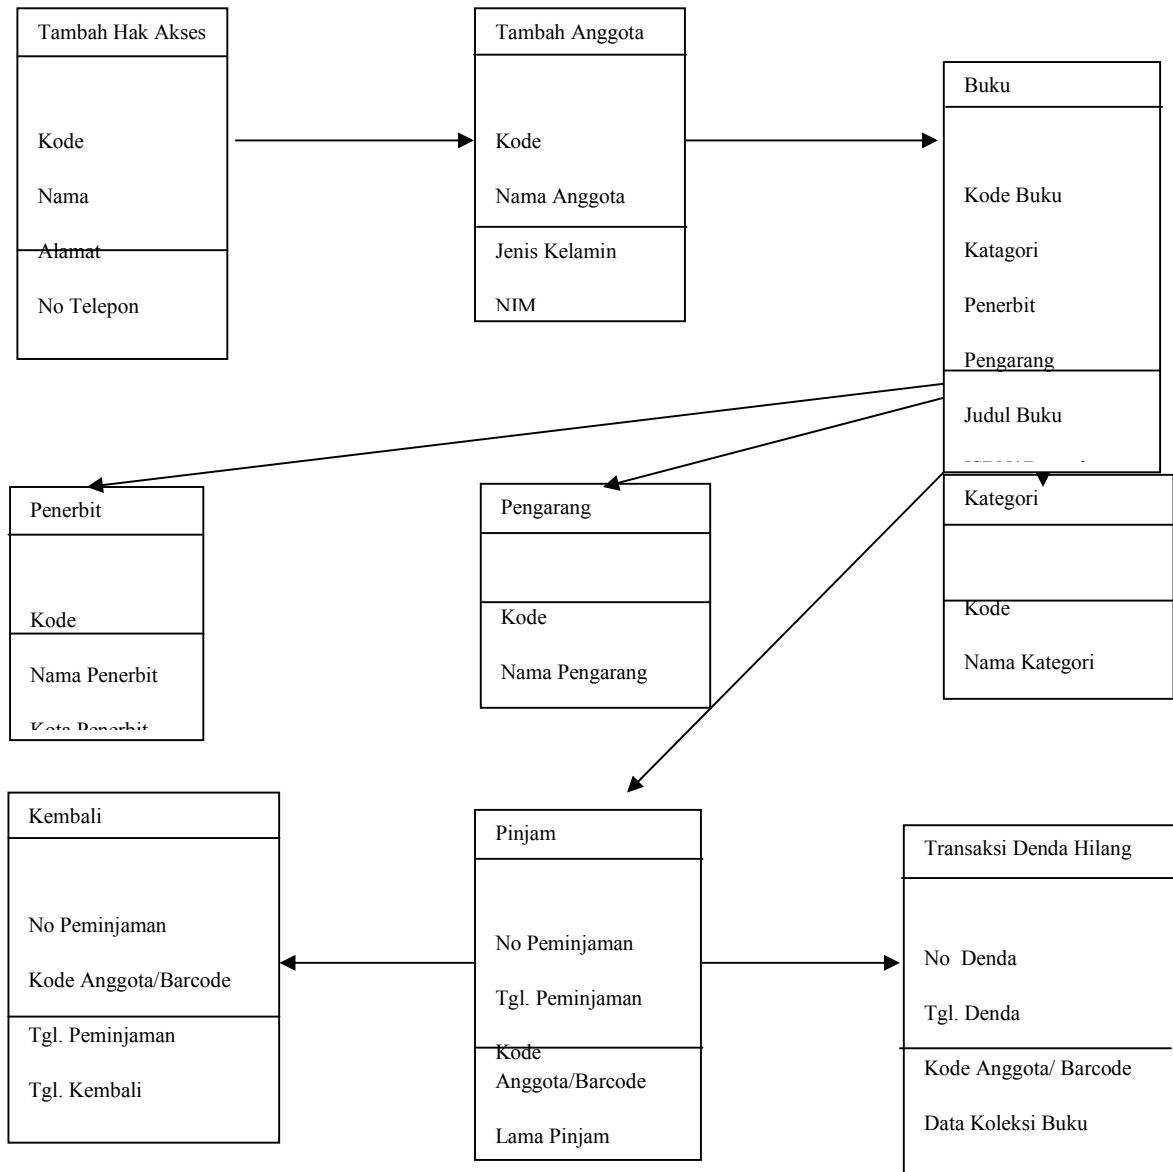 Tambah Hak Akses
Kode
Nama
Alamat
No Telepon
Tambah Anggota
Kode
Nama Anggota
Jenis Kelamin
NIM
Buku
Kode Buku
Katagori
Penerbit
Pengarang
Judul Buku
Penerbit
Kode
Nama Penerbit
Kota Penerbit
Pengarang
Kode
Nama Pengarang
Kategori
Kode
Nama Kategori
Kembali
No Peminjaman
Kode Anggota/Barcode
Tgl. Peminjaman
Tgl. Kembali
Pinjam
No Peminjaman
Tgl. Peminjaman
Kode
Anggota/Barcode
Lama Pinjam
Transaksi Denda Hilang
No Denda
Tgl. Denda
Kode Anggota/ Barcode
Data Koleksi Buku